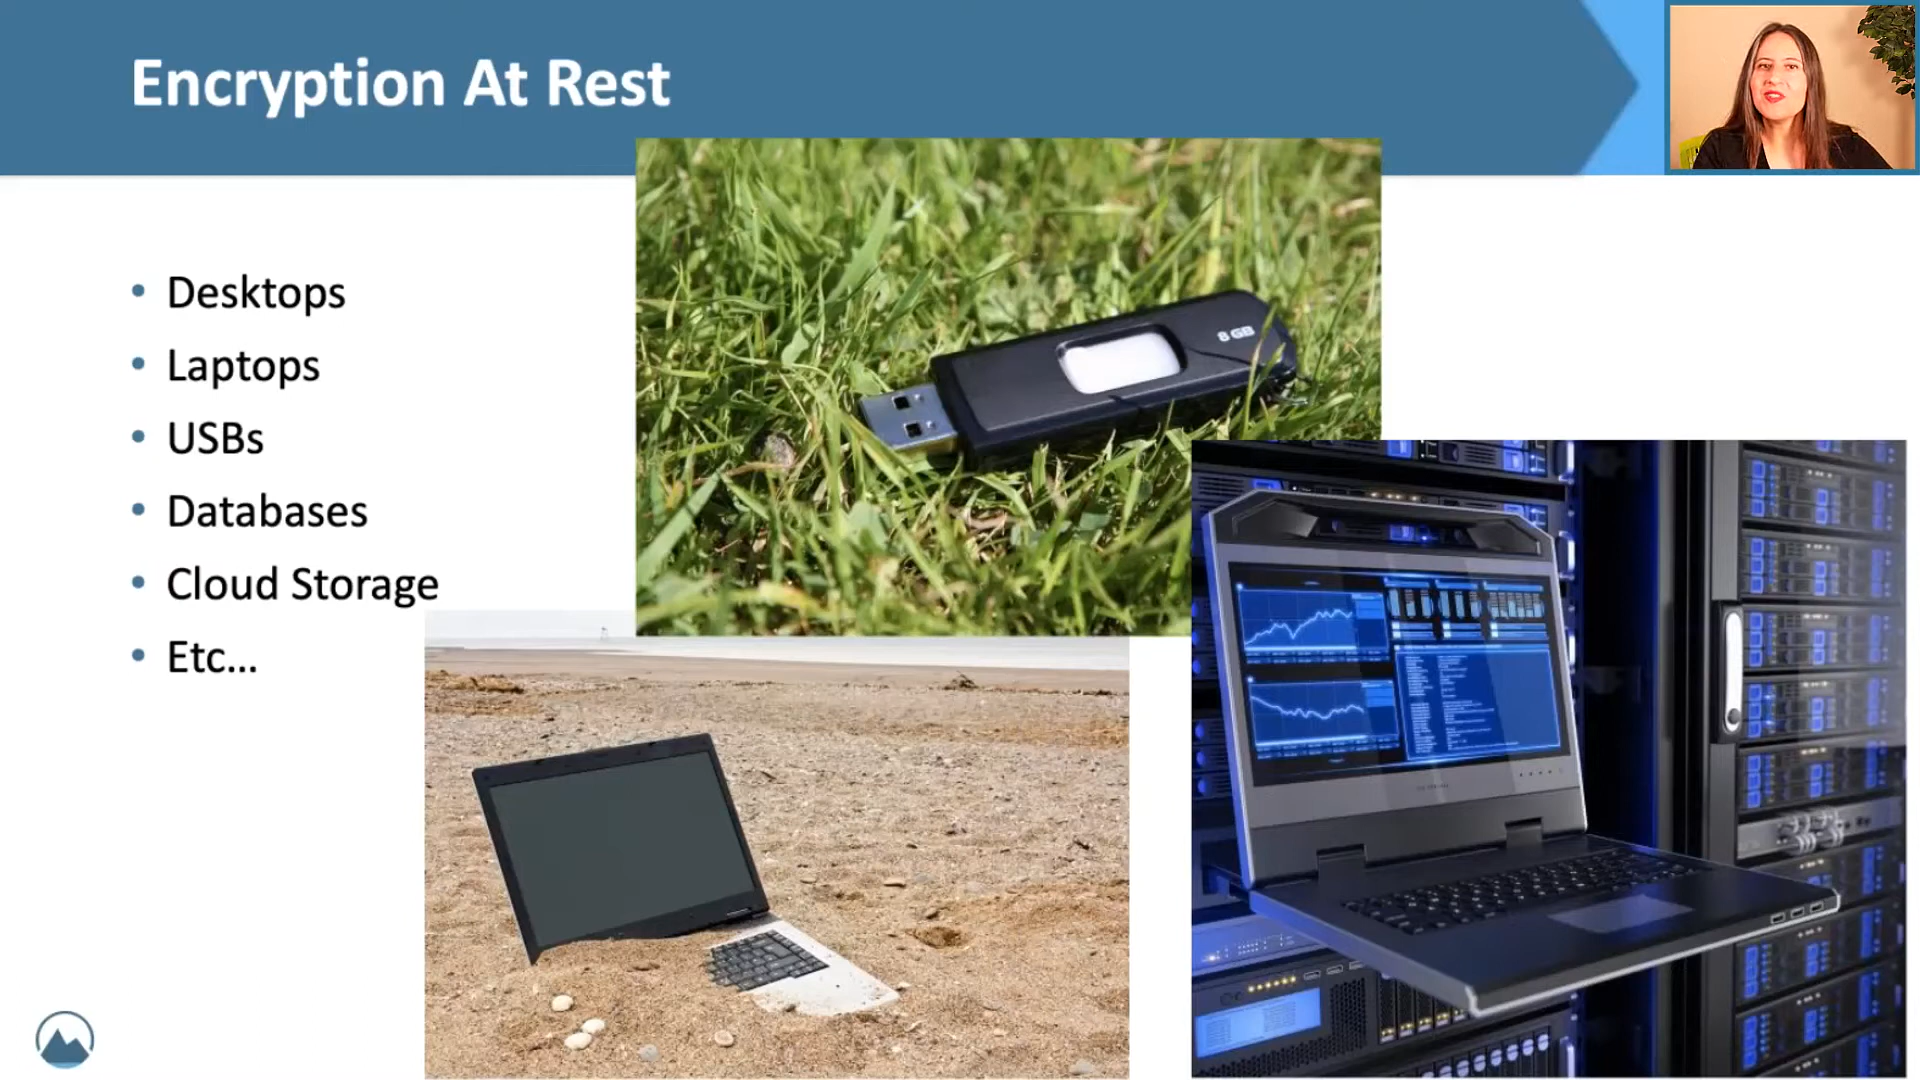 Encryption At Rest
• Desktops
• Laptops
• USBs
• Databases
• Cloud Storage
• Etc...
8 GB